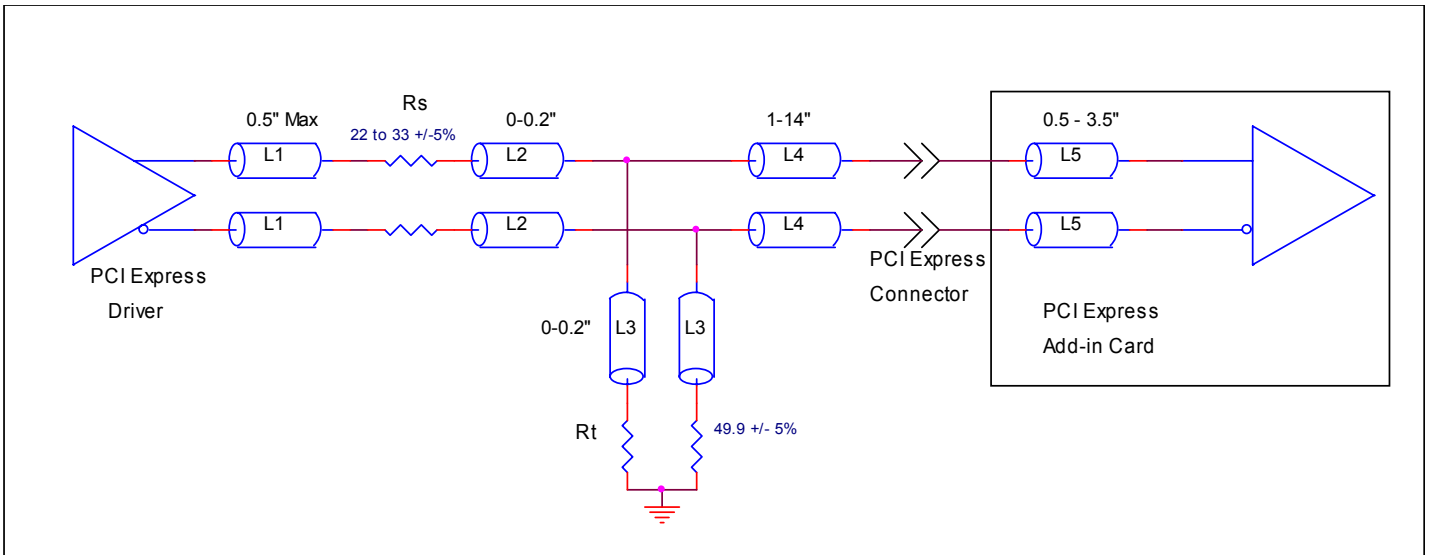 Rs
0.5" Max
22 to 33 +/-5%
0-0.2"
1-14"
0.5 - 3.5"
L1
L2
L4
L5
L1
L2
L4
L5
PCI Express
Driver
PCI Express
Connector
0-0.2"
L3
L3
PCI Express
Add-in Card
Rt
49.9 +/- 5%